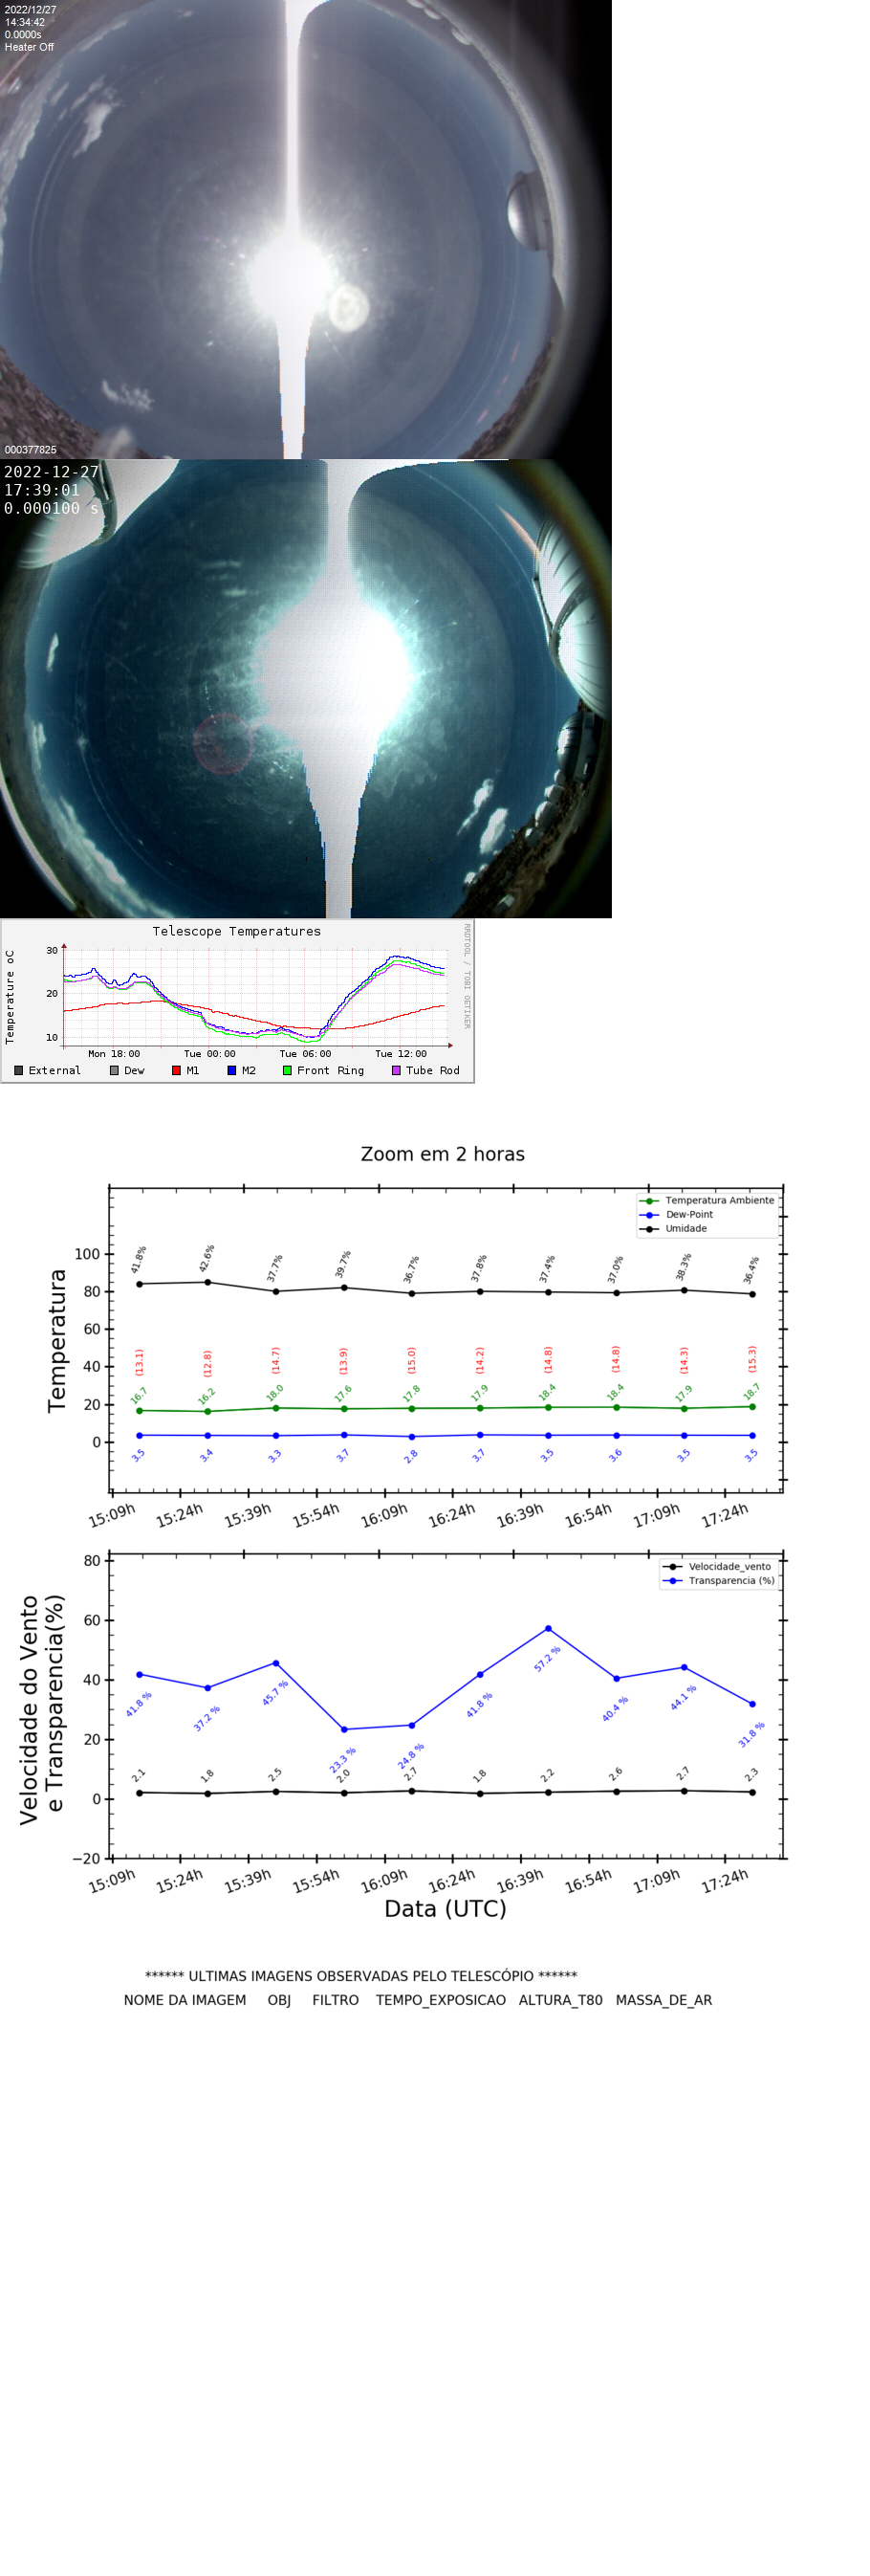 2022/12/27
14:34:42
0.0000s
Heater Off
000377825
2022-12-27
17:39:01
0.000100 s
Telescope Temperatures
RRDTOOL / TOBI OETIKER
Temperature oC
30
20
10
Mon 18:00 Tue 00:00 Tue 06:00 Tue 12:00
External Dew M1 M2 Front Ring Tube Rod
Zoom em 2 horas
Temperatura Ambiente
Dew-Point
Umidade
Temperatura
100
80
60
40
20
0
41.8% 42.6% 37.7% 39.7% 36.7% 37.8% 37.4% 37.0% 38.3% 36.4%
(13.1) (12.8) (14.7) (13.9) (15.0) (14.2) (14.8) (14.8) (14.3) (15.3)
16.7 16.2 18.0 17.6 17.8 17.9 18.4 18.4 17.9 18.7
3.5 3.4 3.3 3.7 2.8 3.7 3.5 3.6 3.5 3.5
15:09h 15:24h 15:39h 15:54h 16:09h 16:24h 16:39h 16:54h 17:09h 17:24h
Velocidade_vento
Transparencia (%)
Velocidade do Vento
e Transparencia(%)
80
60
40
20
0
−20
41.8 % 37.2 % 45.7 % 23.3 % 24.8 % 41.8 % 57.2 % 40.4 % 44.1 % 31.8 %
2.1 1.8 2.5 2.0 2.7 1.8 2.2 2.6 2.7 2.3
15:09h 15:24h 15:39h 15:54h 16:09h 16:24h 16:39h 16:54h 17:09h 17:24h
Data (UTC)
****** ULTIMAS IMAGENS OBSERVADAS PELO TELESCÓPIO ******
NOME DA IMAGEM OBJ FILTRO TEMPO_EXPOSICAO ALTURA_T80 MASSA_DE_AR